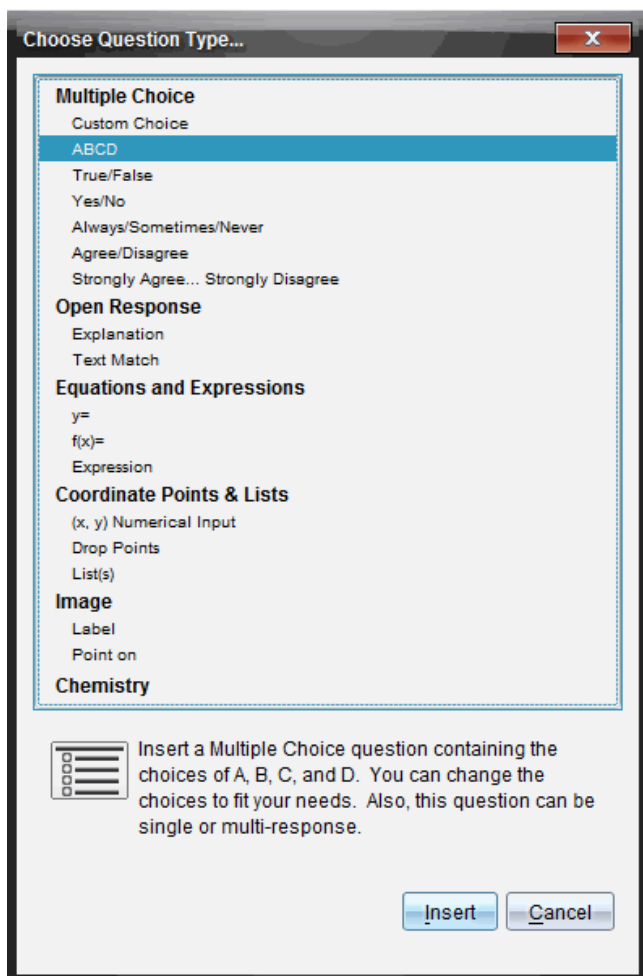 Choose Question Type...
x
Multiple Choice
Custom Choice
ABCD
True/False
Yes/No
Always/Sometimes/Never
Agree/Disagree
Strongly Agree... Strongly Disagree
Open Response
Explanation
Text Match
Equations and Expressions
y=
f(x)=
Expression
Coordinate Points & Lists
(x, y) Numerical Input
Drop Points
List(s)
Image
Label
Point on
Chemistry
Insert a Multiple Choice question containing the
choices of A, B, C, and D.  You can change the
choices to fit your needs.  Also, this question can be
single or multi-response.
Insert
Cancel